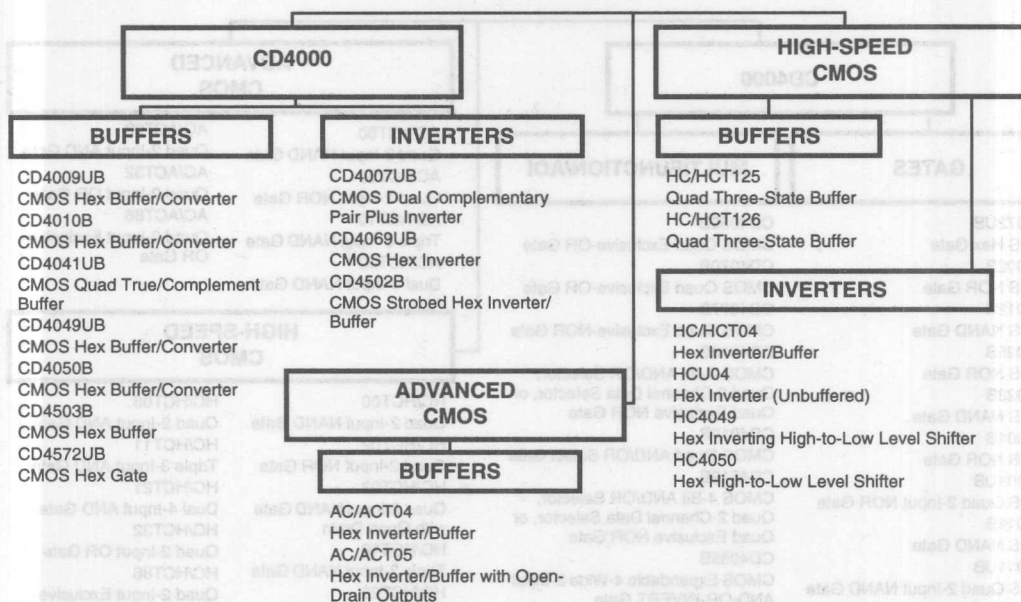 CD4000
BUFFERS
CD4009UB
CMOS Hex Buffer/Converter
CD4010B
CMOS Hex Buffer/Converter
CD4041UB
CMOS Quad True/Complement
Buffer
CD4049UB
CMOS Hex Buffer/Converter
CD4050B
CMOS Hex Buffer/Converter
CD4503B
CMOS Hex Buffer
CD4572UB
CMOS Hex Gate
INVERTERS
CD4007UB
CMOS Dual Complementary
Pair Plus Inverter
CD4069UB
CMOS Hex Inverter
CD4502B
CMOS Strobed Hex Inverter/
Buffer
ADVANCED
CMOS
BUFFERS
AC/ACT04
Hex Inverter/Buffer
AC/ACT05
Hex Inverter/Buffer with Open-
Drain Outputs
HIGH-SPEED
CMOS
BUFFERS
HC/HCT125
Quad Three-State Buffer
HC/HCT126
Quad Three-State Buffer
INVERTERS
HC/HCT04
Hex Inverter/Buffer
HCU04
Hex Inverter (Unbuffered)
HC4049
Hex Inverting High-to-Low Level Shifter
HC4050
Hex High-to-Low Level Shifter